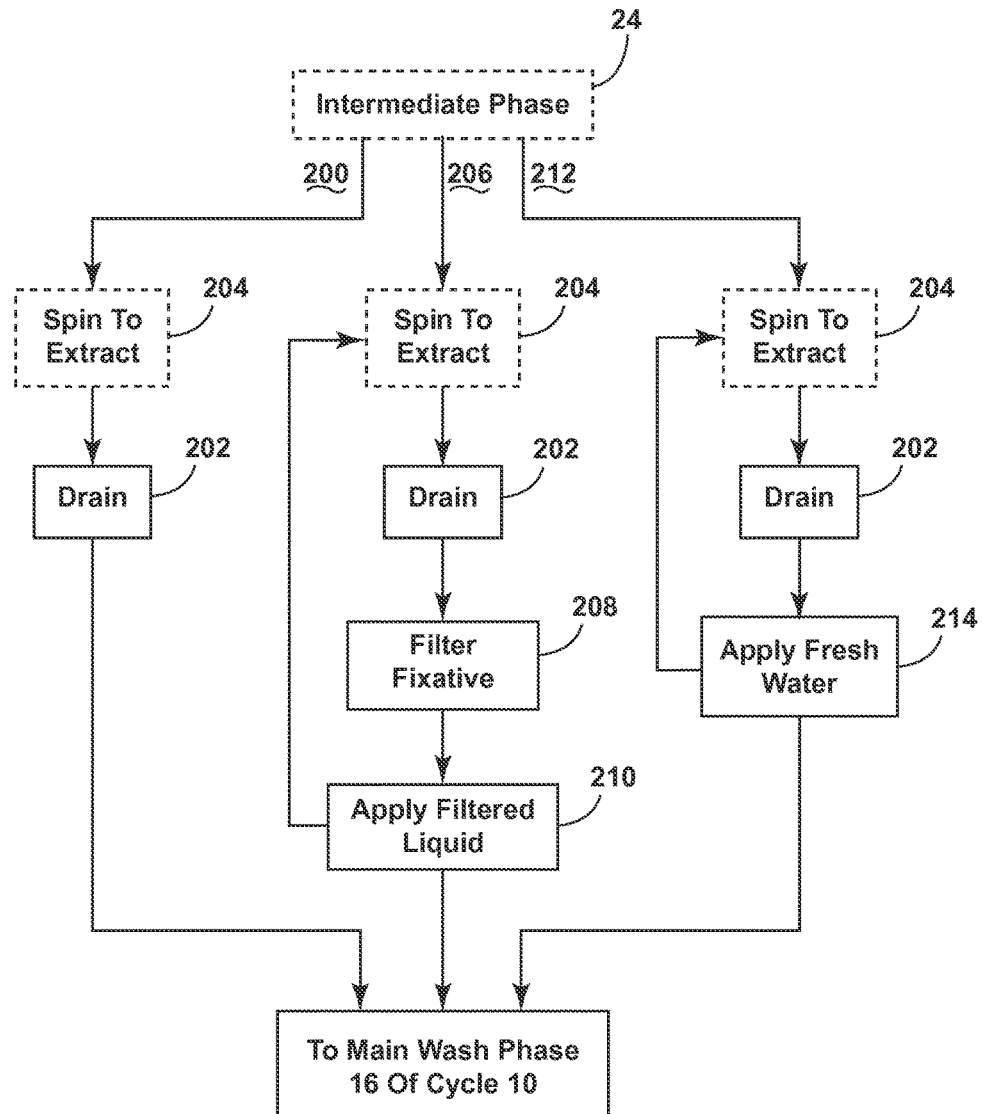 24
Intermediate Phase
200
206
212
204
204
204
Spin To
Extract
Spin To
Extract
Spin To
Extract
202
202
202
Drain
Drain
Drain
208
214
Filter
Fixative
Apply Fresh
Water
210
Apply Filtered
Liquid
To Main Wash Phase
16 Of Cycle 10